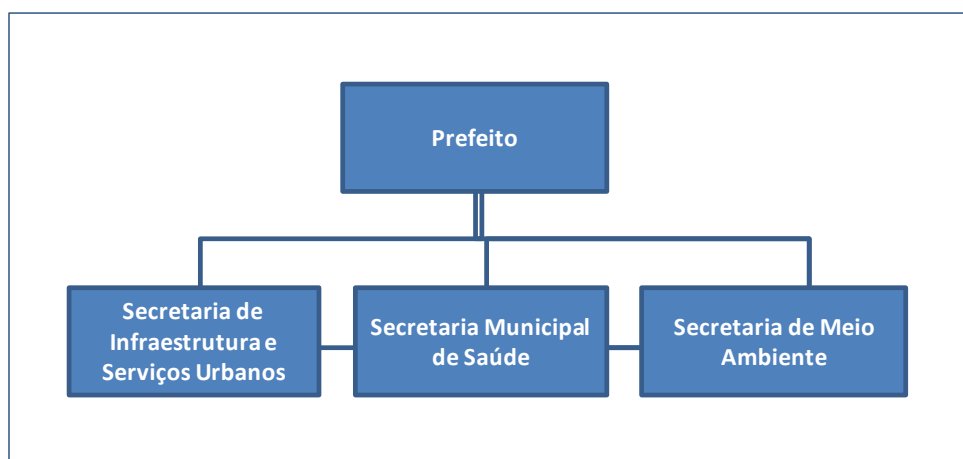 Prefeito
Secretaria de
Infraestrutura e
Serviços Urbanos
Secretaria Municipal
de Saúde
Secretaria de Meio
Ambiente